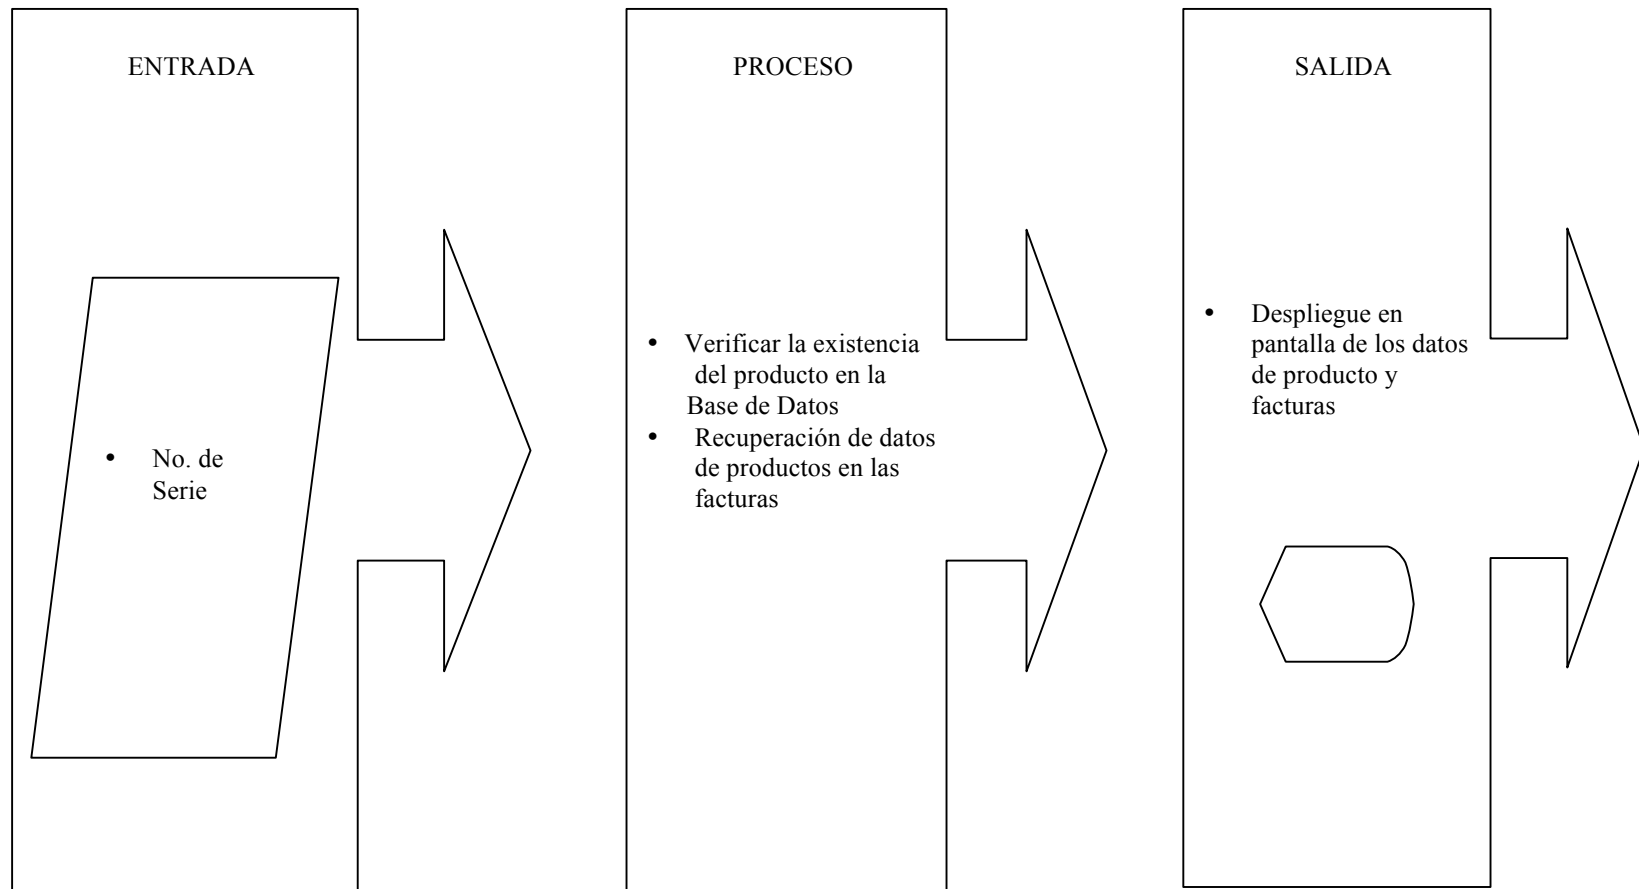 ENTRADA
• No. de
Serie
PROCESO
• Verificar la existencia
del producto en la
Base de Datos
• Recuperación de datos
de productos en las
facturas
SALIDA
• Despliegue en
pantalla de los datos
de producto y
facturas